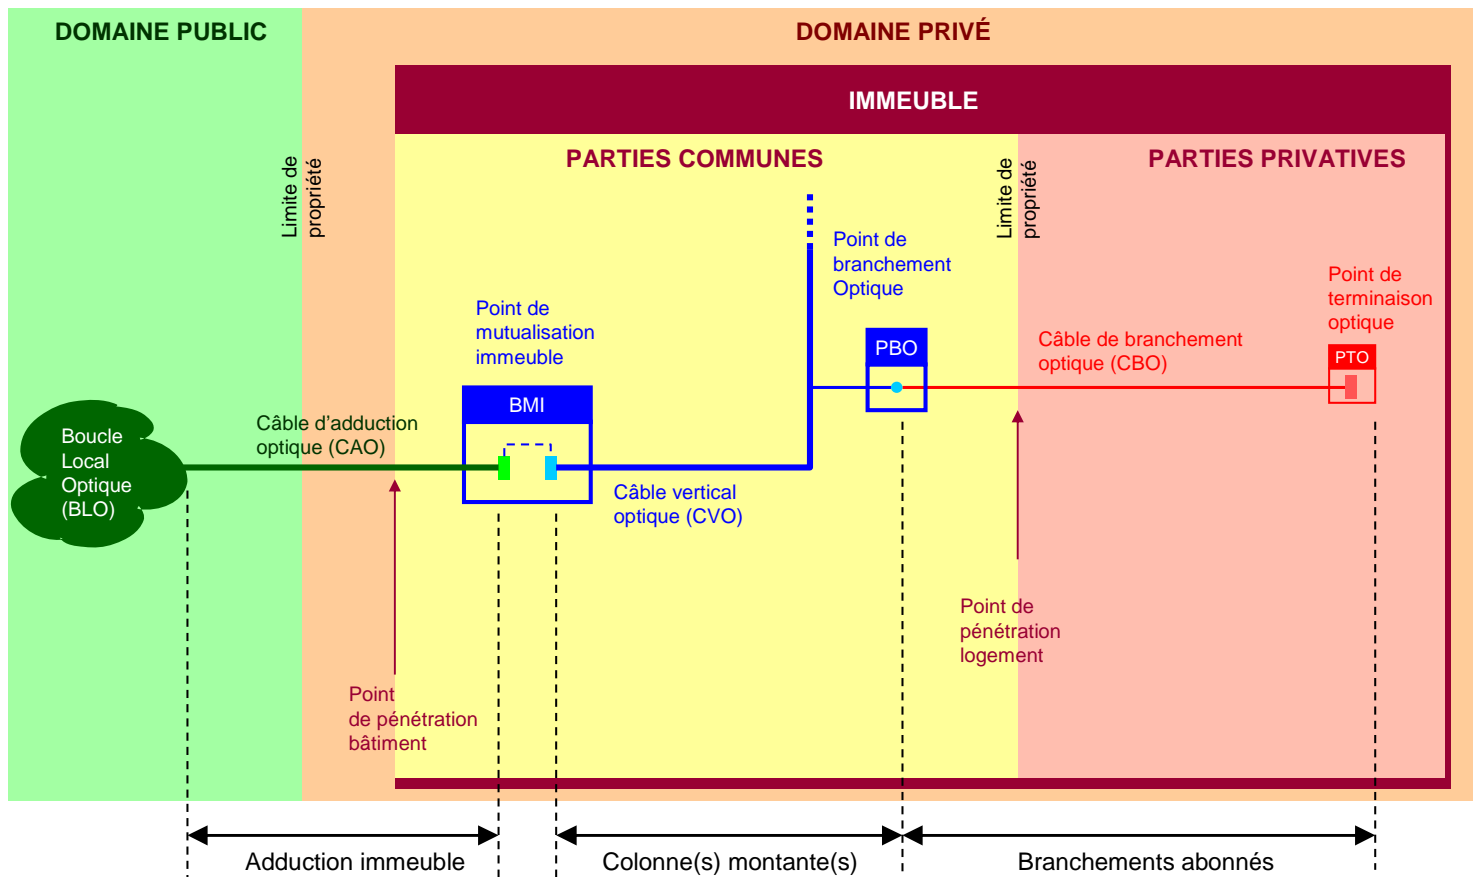 DOMAINE PUBLIC
DOMAINE PRIVÉ
IMMEUBLE
PARTIES COMMUNES
PARTIES PRIVATIVES
Limite de
propriété
Limite de
propriété
Point de
branchement
Optique
Point de
terminaison
optique
Point de
mutualisation
immeuble
PBO
Câble de branchement
optique (CBO)
PTO
BMI
Câble d'adduction
optique (CAO)
Boucle
Local
Optique
(BLO)
Câble vertical
optique (CVO)
Point de
pénétration
logement
Point
de pénétration
bâtiment
Adduction immeuble
Colonne(s) montante(s)
Branchements abonnés